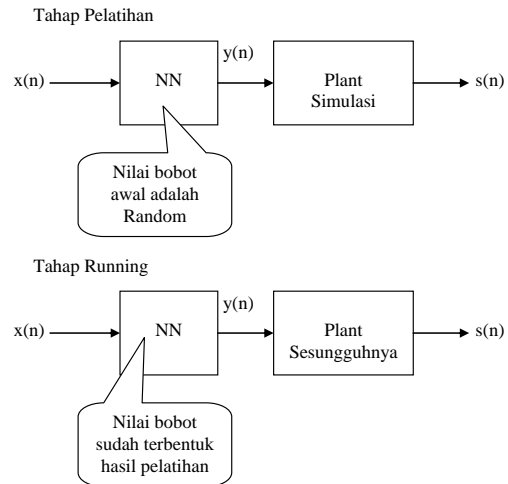 Tahap Pelatihan
x(n)
NN
y(n)
Plant
Simulasi
s(n)
Nilai bobot
awal adalah
Random
Tahap Running
x(n)
NN
y(n)
Plant
Sesungguhnya
s(n)
Nilai bobot
sudah terbentuk
hasil pelatihan